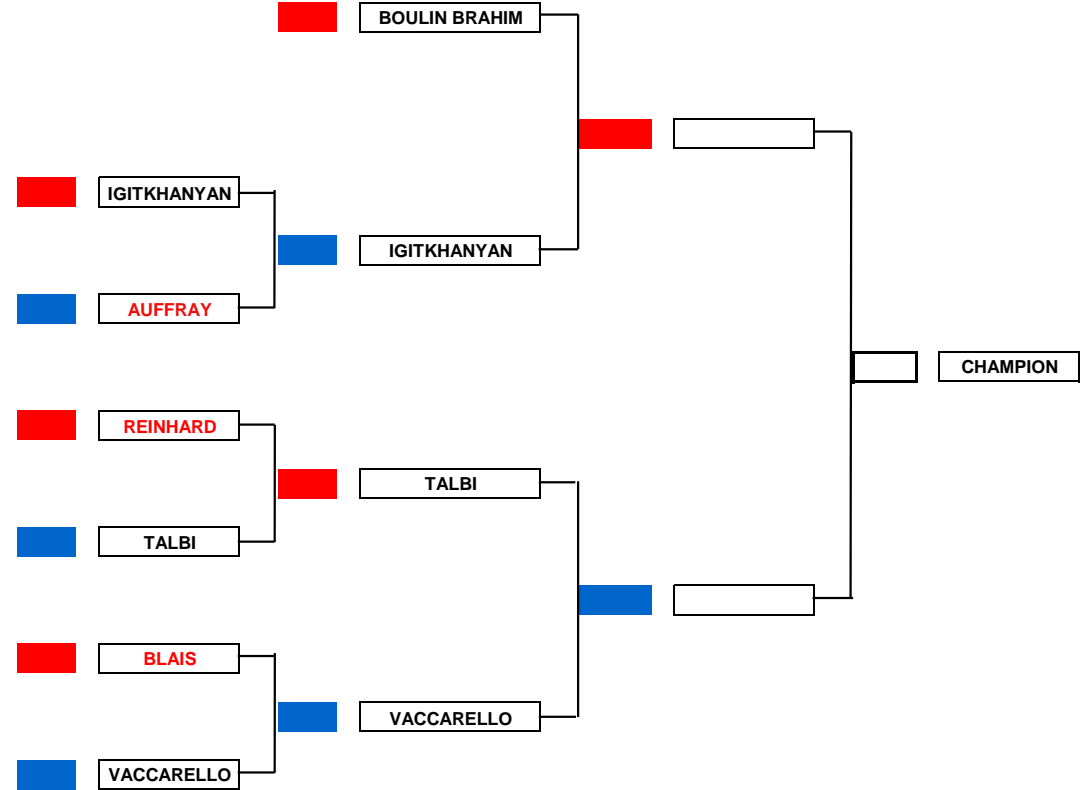 BOULIN BRAHIM
IGITKHANYAN
IGITKHANYAN
AUFFRAY
CHAMPION
REINHARD
TALBI
TALBI
BLAIS
VACCARELLO
VACCARELLO